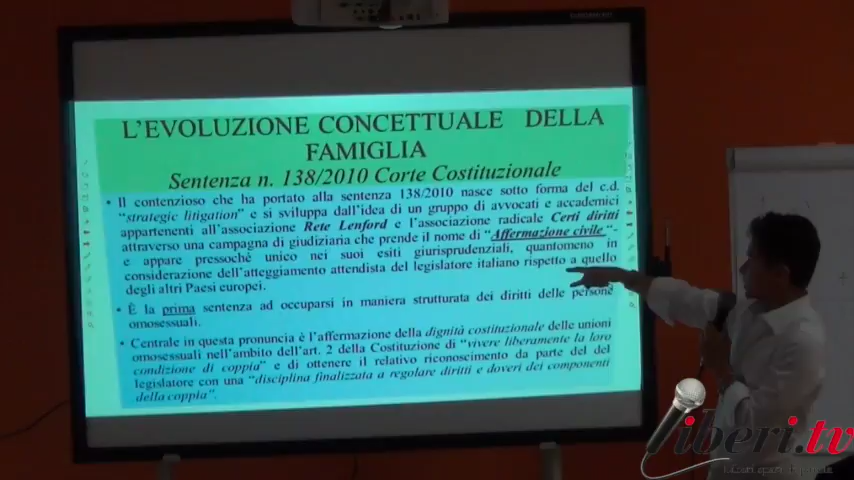 L'EVOLUZIONE CONCETTUALE DELLA
FAMIGLIA
Sentenza n. 138/2010 Corte Costituzionale
• Il contenzioso che ha portato alla sentenza 138/2010 nasce sotto forma del c.d.
"strategic litigation" e si sviluppa dall'idea di un gruppo di avvocati e accademici
appartenenti all'associazione Rete Lenford e l'associazione radicale Certi diritti
attraverso una campagna di giudiziaria che prende il nome di "Affermazione civile"-
e appare pressoché unico nei suoi esiti giurisprudenziali, quantomeno in
considerazione dell'atteggiamento attendista del legislatore italiano rispetto a quello
degli altri Paesi europei.
• È la prima sentenza ad occuparsi in maniera strutturata dei diritti delle persone
omosessuali.
• Centrale in questa pronuncia è l'affermazione della dignità costituzionale delle unioni
omosessuali nell'ambito dell'art. 2 della Costituzione di "vivere liberamente la loro
condizione di coppia" e di ottenere il relativo riconoscimento da parte del del
legislatore con una "disciplina finalizzata a regolare diritti e doveri dei componenti
della coppia".
liberi.tv